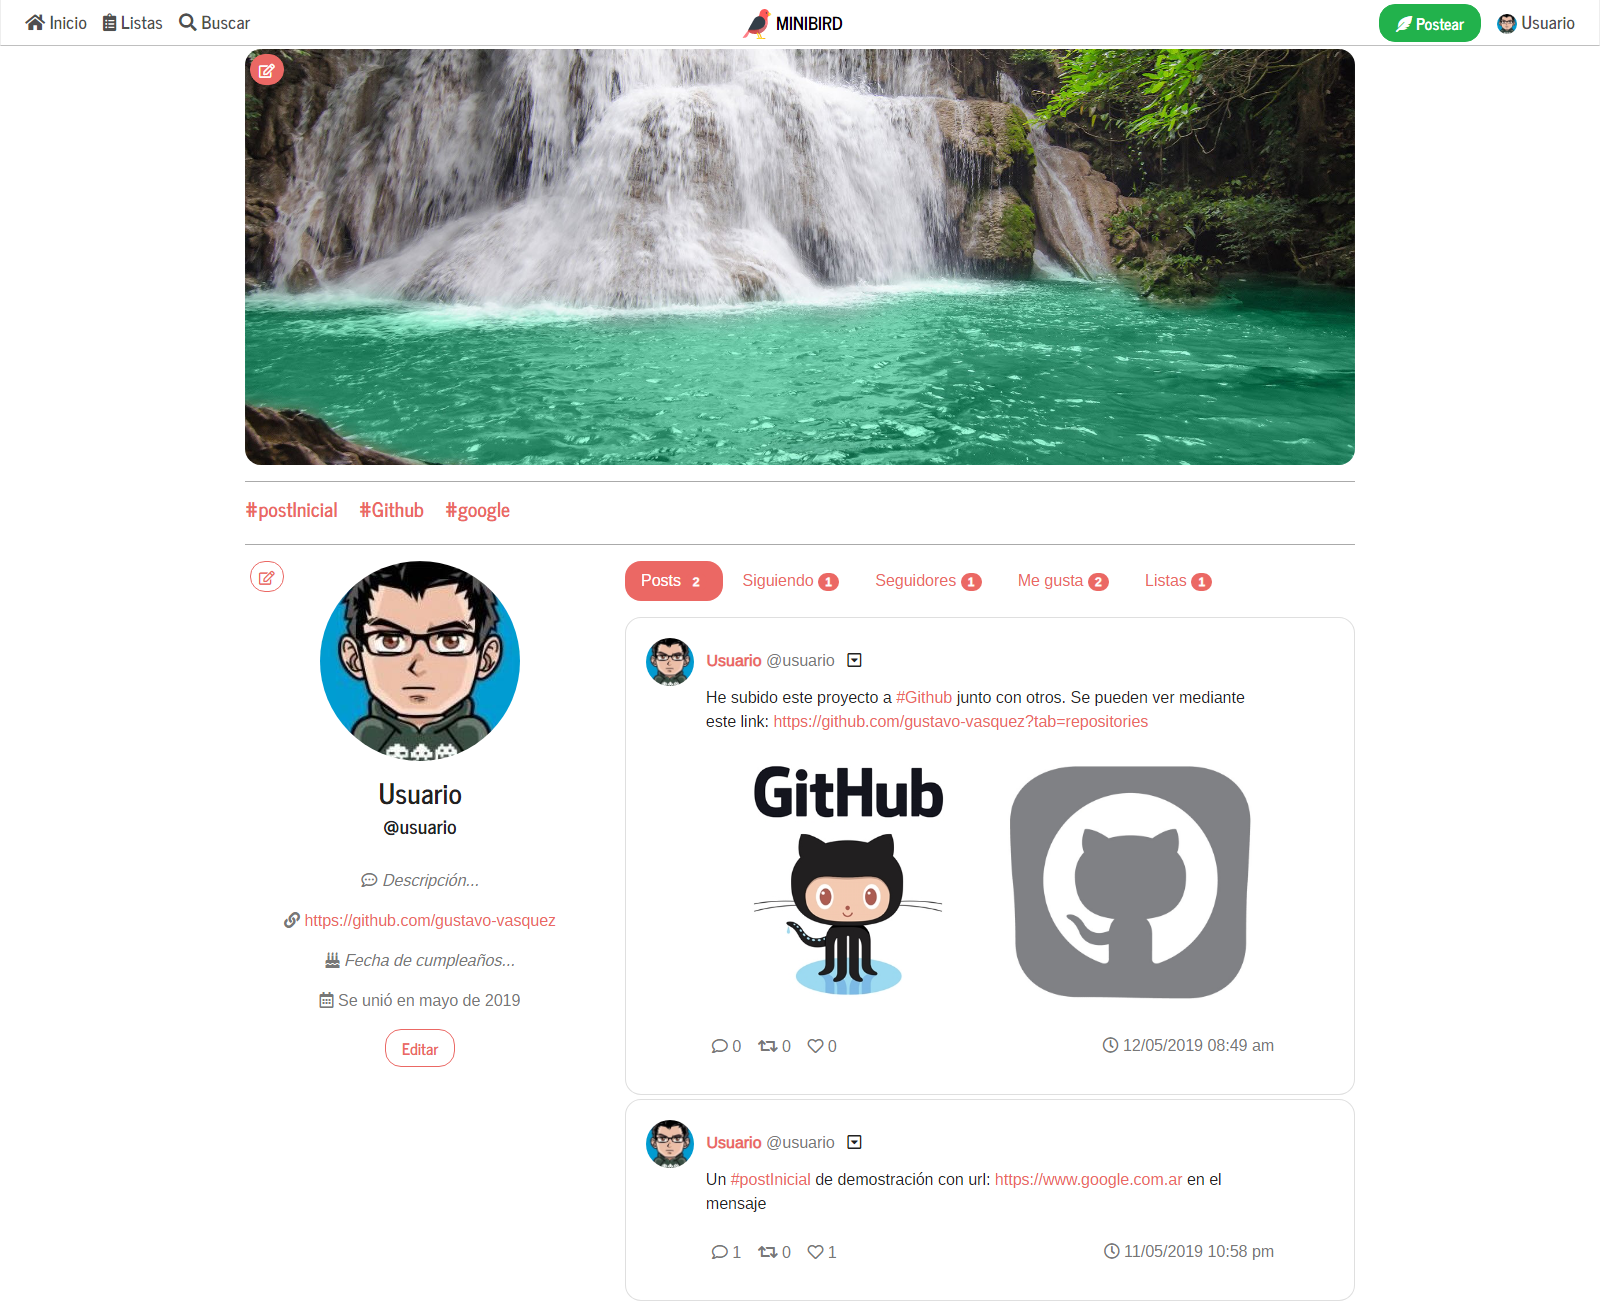 Inicio Listas Buscar MINIBIRD Postear Usuario
#postInicial #Github #google
Posts 2 Siguiendo 1 Seguidores 1 Me gusta 2 Listas 1
Usuario
@usuario
Descripción...
https://github.com/gustavo-vasquez
Fecha de cumpleaños...
Se unió en mayo de 2019
Editar
Usuario @usuario
He subido este proyecto a #Github junto con otros. Se pueden ver mediante
este link: https://github.com/gustavo-vasquez?tab=repositories
GitHub
0 0 0 12/05/2019 08:49 am
Usuario @usuario
Un #postInicial de demostración con url: https://www.google.com.ar en el
mensaje
1 0 1 11/05/2019 10:58 pm